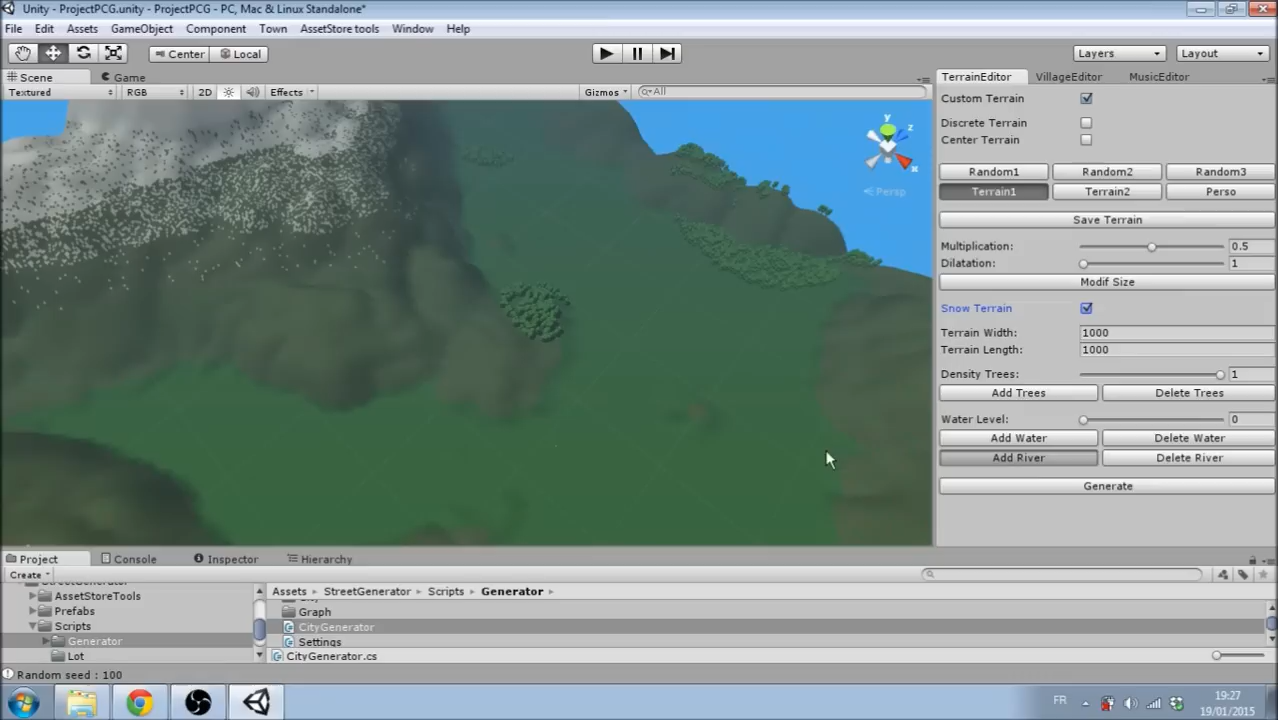 Unity - ProjectPCG.unity - ProjectPCG - PC, Mac & Linux Standalone*
File Edit Assets GameObject Component Town AssetStore tools Window Help
Center Local Layers Layout
Scene Game
Textured RGB 2D Effects Gizmos All
TerrainEditor VillageEditor MusicEditor
Custom Terrain
Discrete Terrain
Center Terrain
Random1 Random2 Random3
Terrain1 Terrain2 Perso
Save Terrain
Multiplication: 0.5
Dilatation: 1
Modif Size
Snow Terrain
Terrain Width: 1000
Terrain Length: 1000
Density Trees: 1
Add Trees Delete Trees
Water Level: 0
Add Water Delete Water
Add River Delete River
Generate
y
z
x
Persp
Project Console Inspector Hierarchy
Create
StreetGenerator
AssetStoreTools
Prefabs
Scripts
Generator
Lot
Assets StreetGenerator Scripts Generator
Graph
CityGenerator
Settings
CityGenerator.cs
Random seed : 100
FR
19:27
19/01/2015